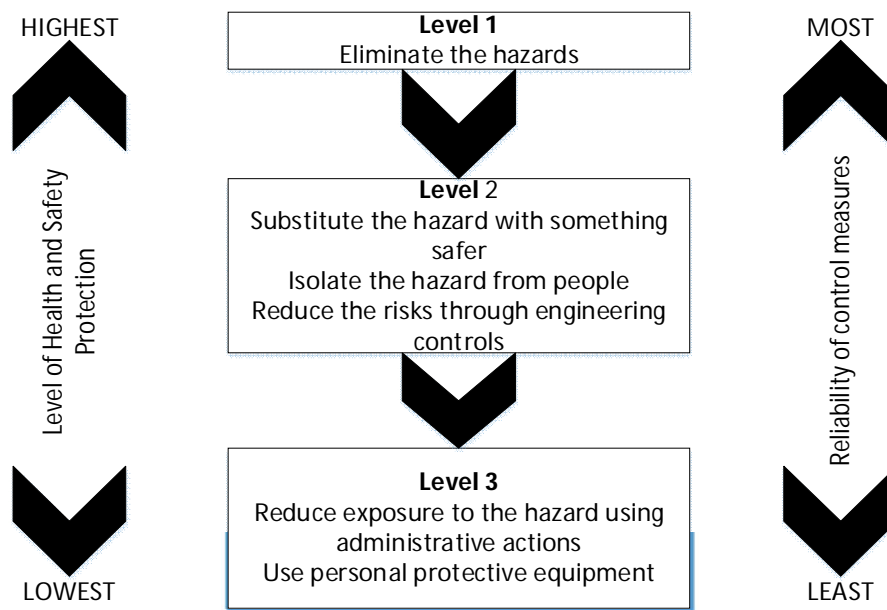 HIGHEST
Level 1
Eliminate the hazards
MOST
Level of Health and Safety
Protection
Level 2
Substitute the hazard with something
safer
Isolate the hazard from people
Reduce the risks through engineering
controls
Reliability of control measures
Level 3
Reduce exposure to the hazard using
administrative actions
Use personal protective equipment
LOWEST
LEAST